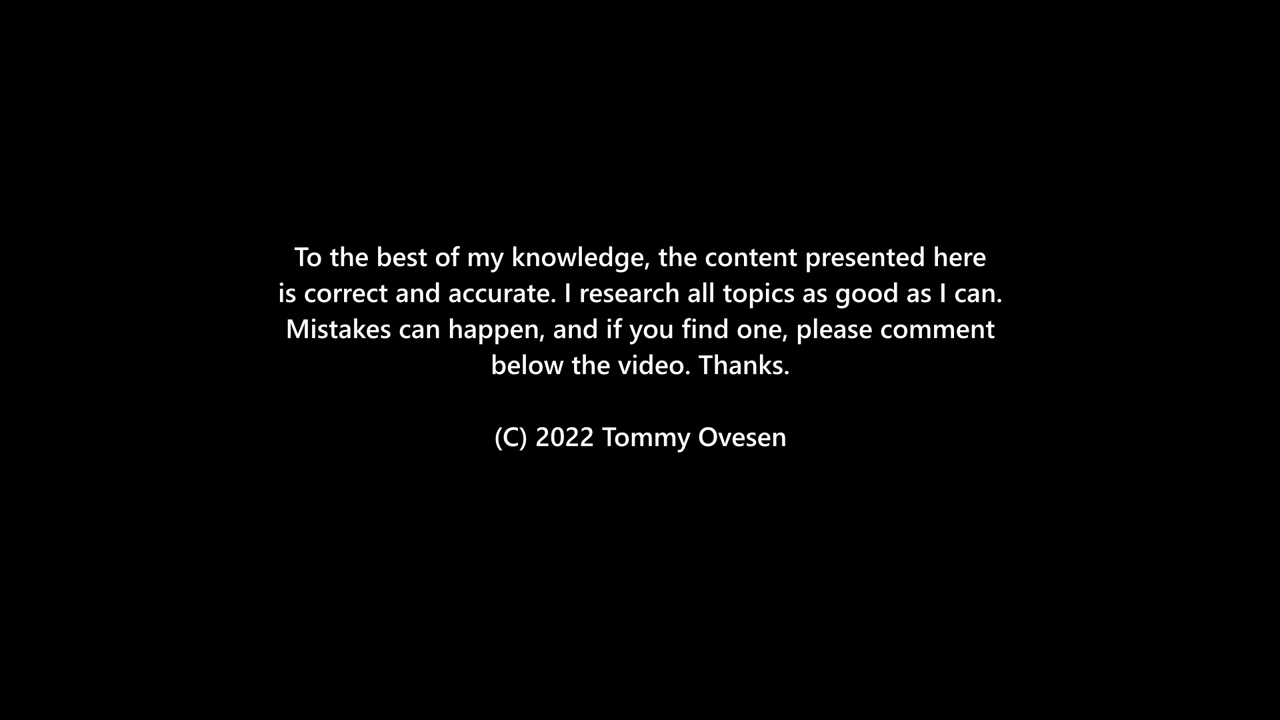 To the best of my knowledge, the content presented here
is correct and accurate. I research all topics as good as I can.
Mistakes can happen, and if you find one, please comment
below the video. Thanks.
(C) 2022 Tommy Ovesen